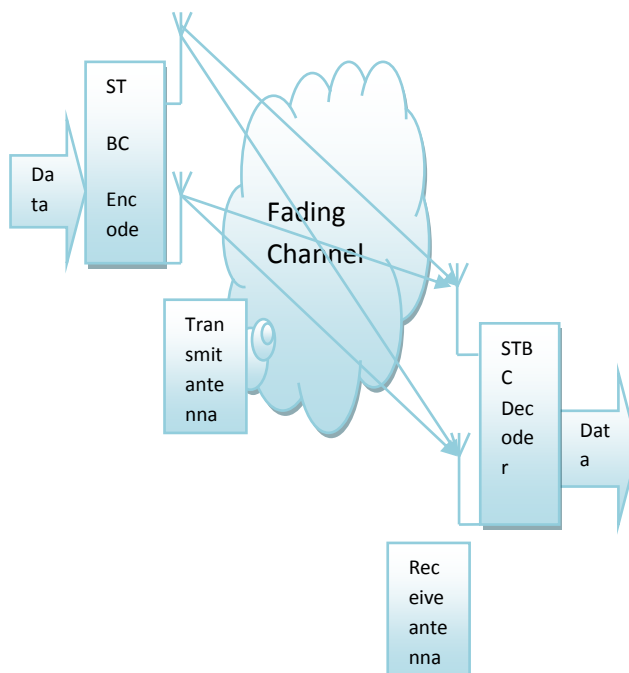 ST
BC
Enc
ode
Da
ta
Fading
Channel
Tran
smit
ante
nna
STB
C
Dec
ode
r
Dat
a
Rec
eive
ante
nna